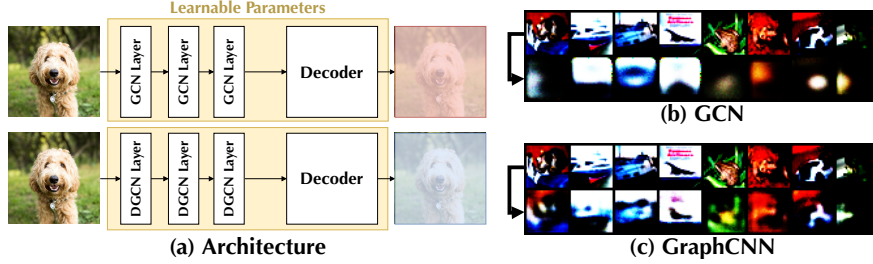 Learnable Parameters
GCN Layer
GCN Layer
GCN Layer
Decoder
DGCN Layer
DGCN Layer
DGCN Layer
Decoder
(a) Architecture
(b) GCN
(c) GraphCNN